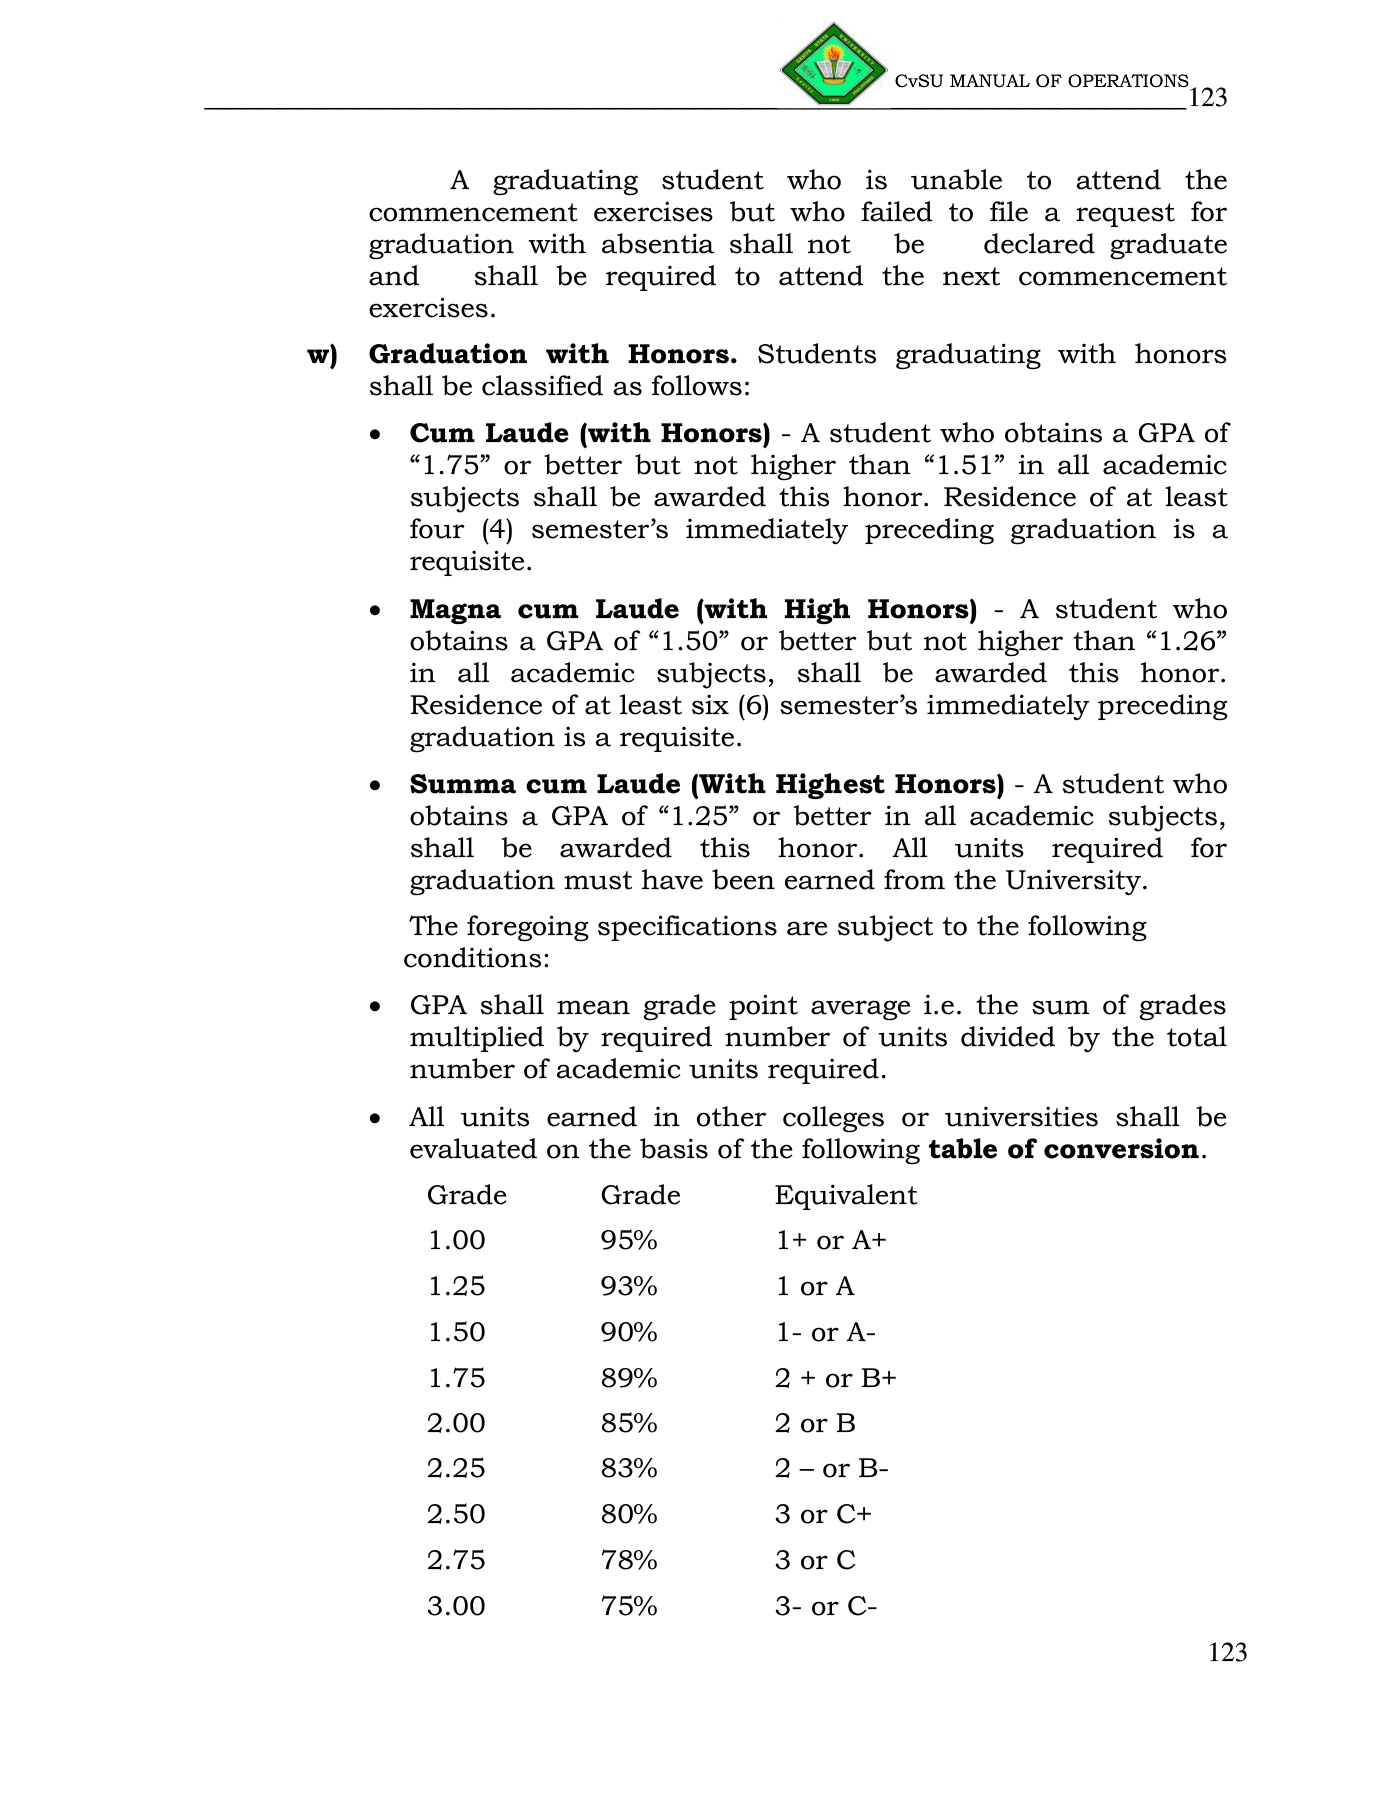 CvSU MANUAL OF OPERATIONS
123
A graduating student who is unable to attend the
commencement exercises but who failed to file a request for
graduation with absentia shall not be declared graduate
and shall be required to attend the next commencement
exercises.
w) Graduation with Honors. Students graduating with honors
shall be classified as follows:
• Cum Laude (with Honors) - A student who obtains a GPA of
“1.75” or better but not higher than “1.51” in all academic
subjects shall be awarded this honor. Residence of at least
four (4) semester’s immediately preceding graduation is a
requisite.
• Magna cum Laude (with High Honors) - A student who
obtains a GPA of “1.50” or better but not higher than “1.26”
in all academic subjects, shall be awarded this honor.
Residence of at least six (6) semester’s immediately preceding
graduation is a requisite.
• Summa cum Laude (With Highest Honors) - A student who
obtains a GPA of “1.25” or better in all academic subjects,
shall be awarded this honor. All units required for
graduation must have been earned from the University.
The foregoing specifications are subject to the following
conditions:
• GPA shall mean grade point average i.e. the sum of grades
multiplied by required number of units divided by the total
number of academic units required.
• All units earned in other colleges or universities shall be
evaluated on the basis of the following table of conversion.
Grade Grade Equivalent
1.00 95% 1+ or A+
1.25 93% 1 or A
1.50 90% 1- or A-
1.75 89% 2 + or B+
2.00 85% 2 or B
2.25 83% 2 – or B-
2.50 80% 3 or C+
2.75 78% 3 or C
3.00 75% 3- or C-
123